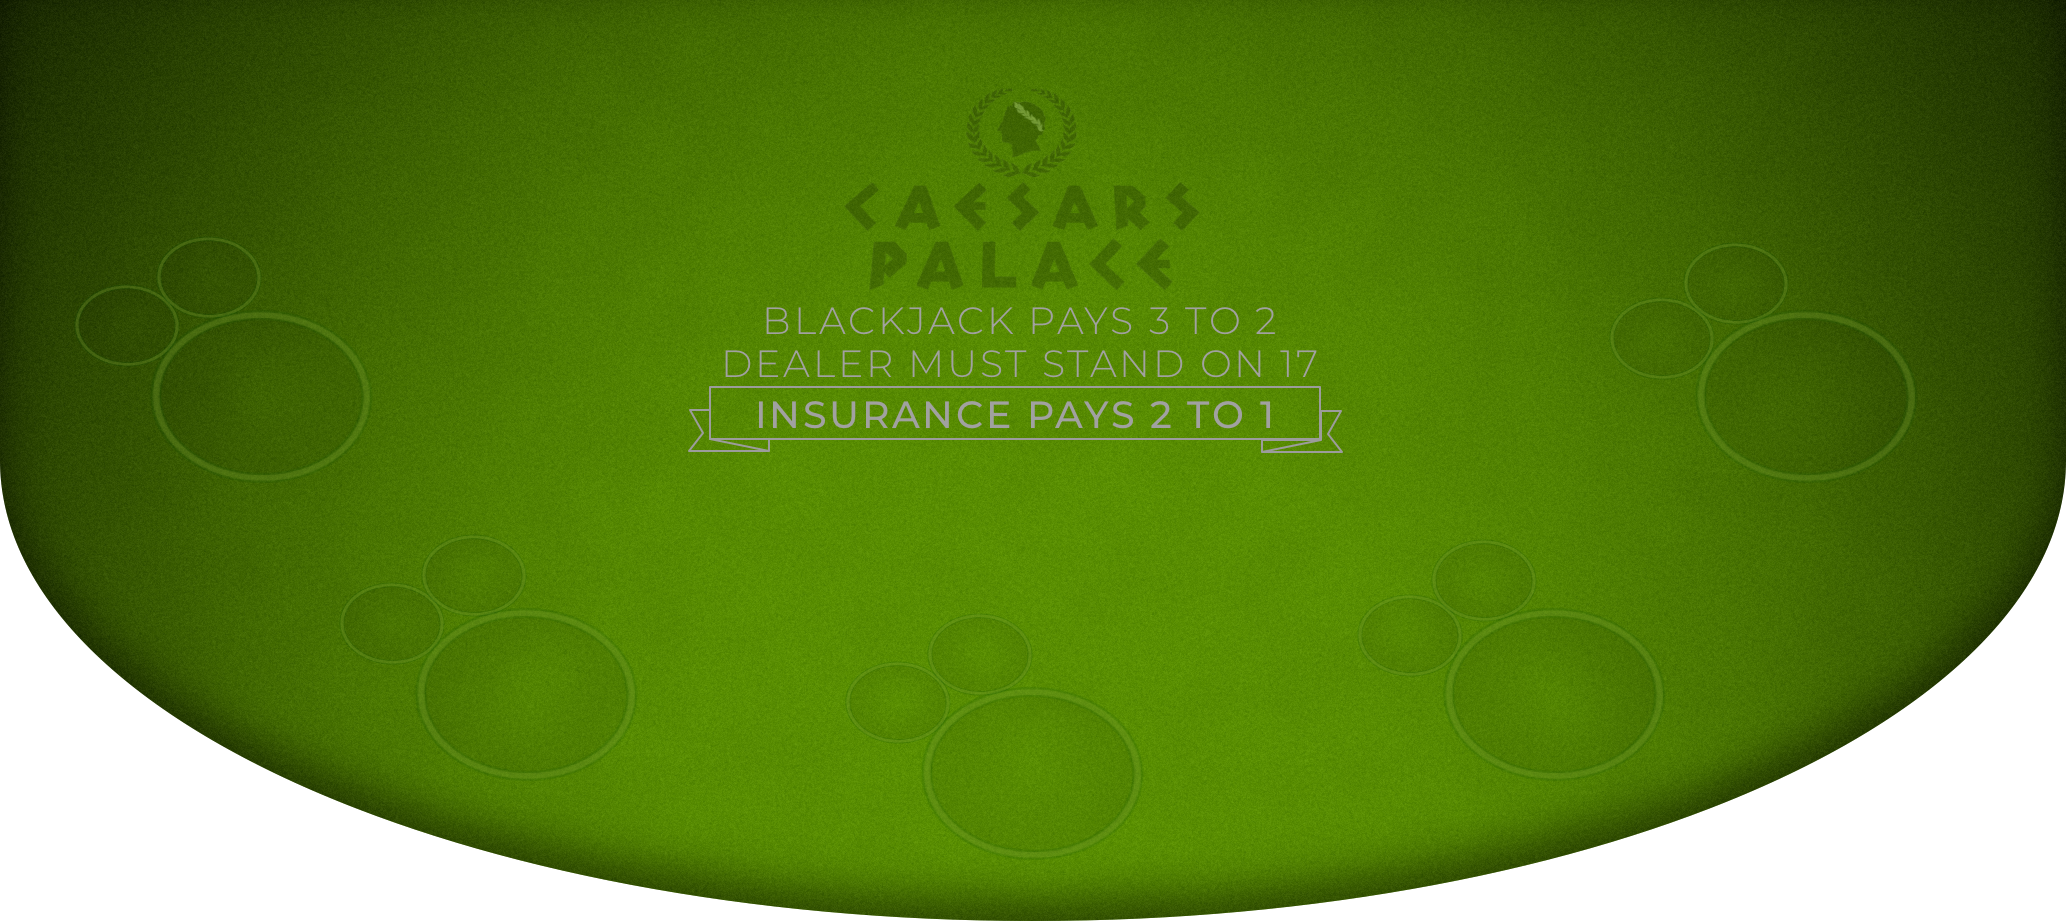 CAESARS
PALACE
BLACKJACK PAYS 3 TO 2
DEALER MUST STAND ON 17
INSURANCE PAYS 2 TO 1